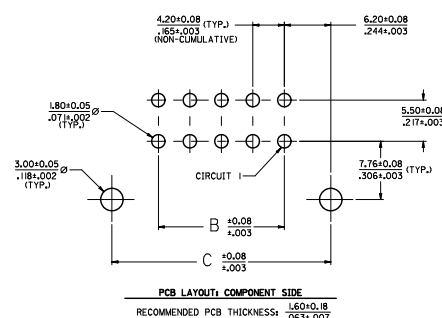 4.20±0.08 (TYP.)
.165±.003
(NON-CUMULATIVE)
6.20±0.08
.244±.003
1.80±0.05 ⌀
.071±.002
(TYP.)
5.50±0.08
.217±.003
3.00±0.05 ⌀
.118±.002
(TYP.)
CIRCUIT 1
7.76±0.08 (TYP.)
.306±.003
B ±0.08
±.003
C ±0.08
±.003
PCB LAYOUT: COMPONENT SIDE
RECOMMENDED PCB THICKNESS: 1.60±0.18
.063±.007